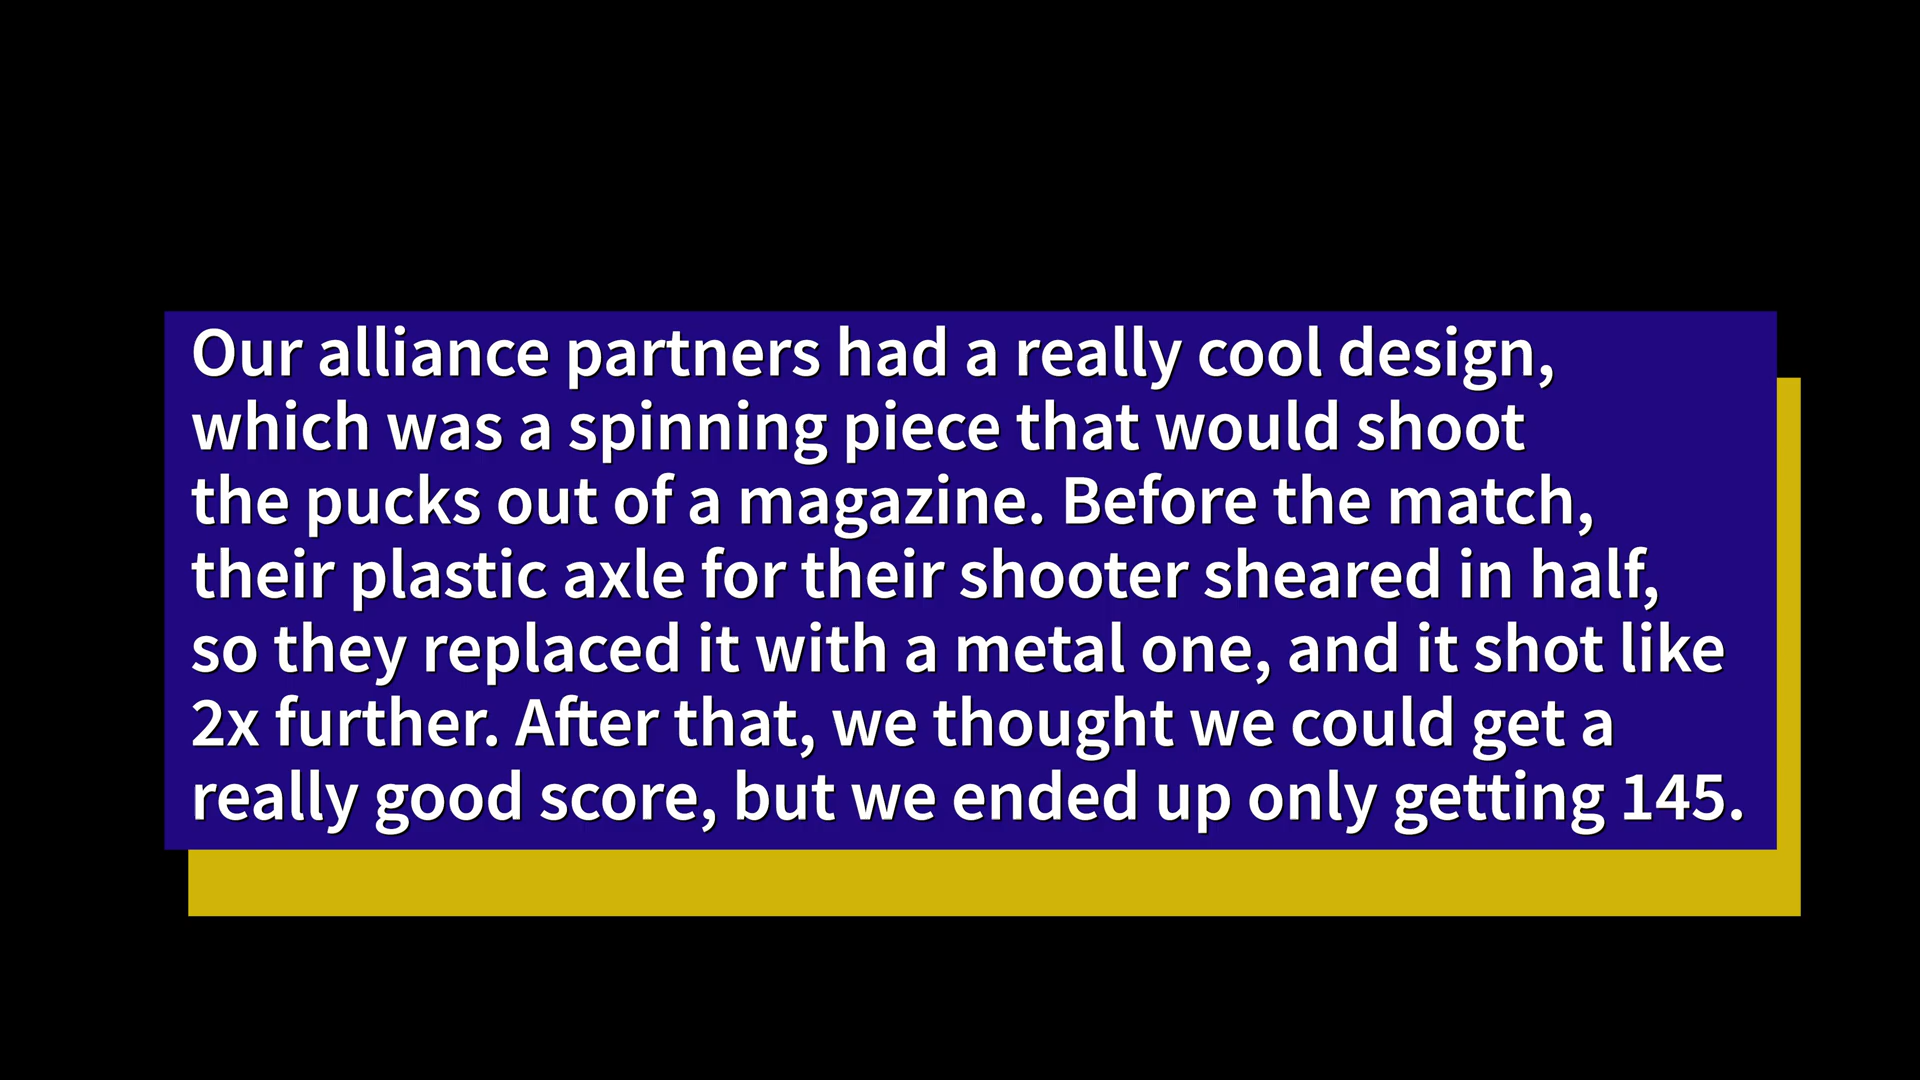 Our alliance partners had a really cool design,
which was a spinning piece that would shoot
the pucks out of a magazine. Before the match,
their plastic axle for their shooter sheared in half,
so they replaced it with a metal one, and it shot like
2x further. After that, we thought we could get a
really good score, but we ended up only getting 145.